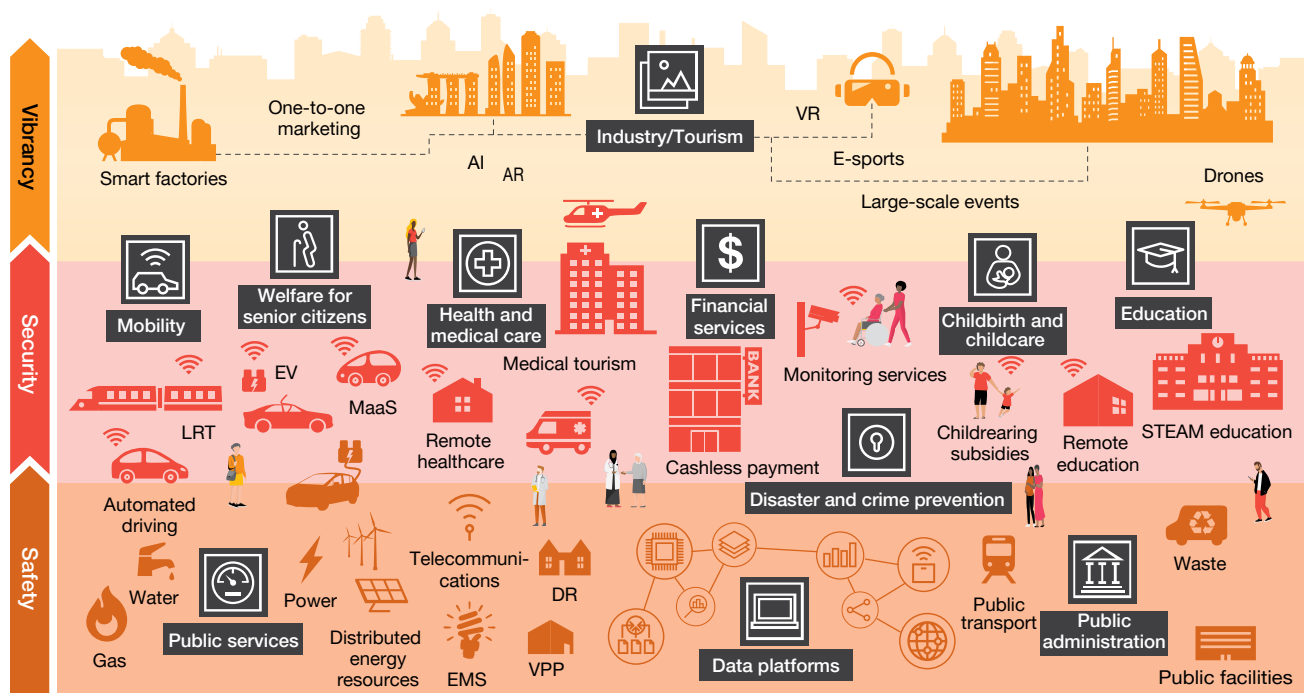 Vibrancy
One-to-one
marketing
Smart factories
AI
AR
Industry/Tourism
VR
E-sports
Large-scale events
Drones
Security
Mobility
Welfare for
senior citizens
Health and
medical care
Medical tourism
Financial
services
$
BANK
Monitoring services
Childbirth and
childcare
Education
LRT
EV
MaaS
Remote
healthcare
Cashless payment
Childrearing
subsidies
Remote
education
STEAM education
Disaster and crime prevention
Automated
driving
Safety
Water
Gas
Public services
Power
Distributed
energy
resources
Telecommuni-
cations
EMS
DR
VPP
Data platforms
Public
transport
Public
administration
Waste
Public facilities